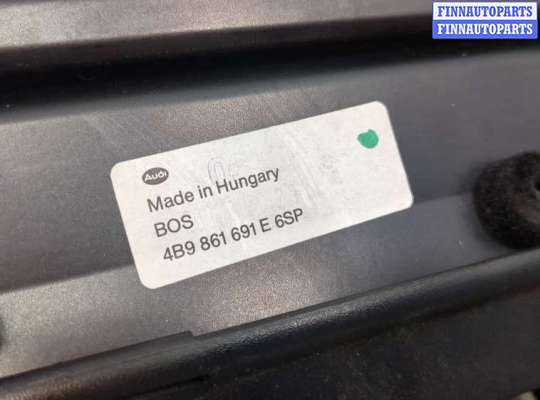 FINNAUTOPARTS
FINNAUTOPARTS
Audi
Made in Hungary
BOS
4B9 861 691 E 6SP